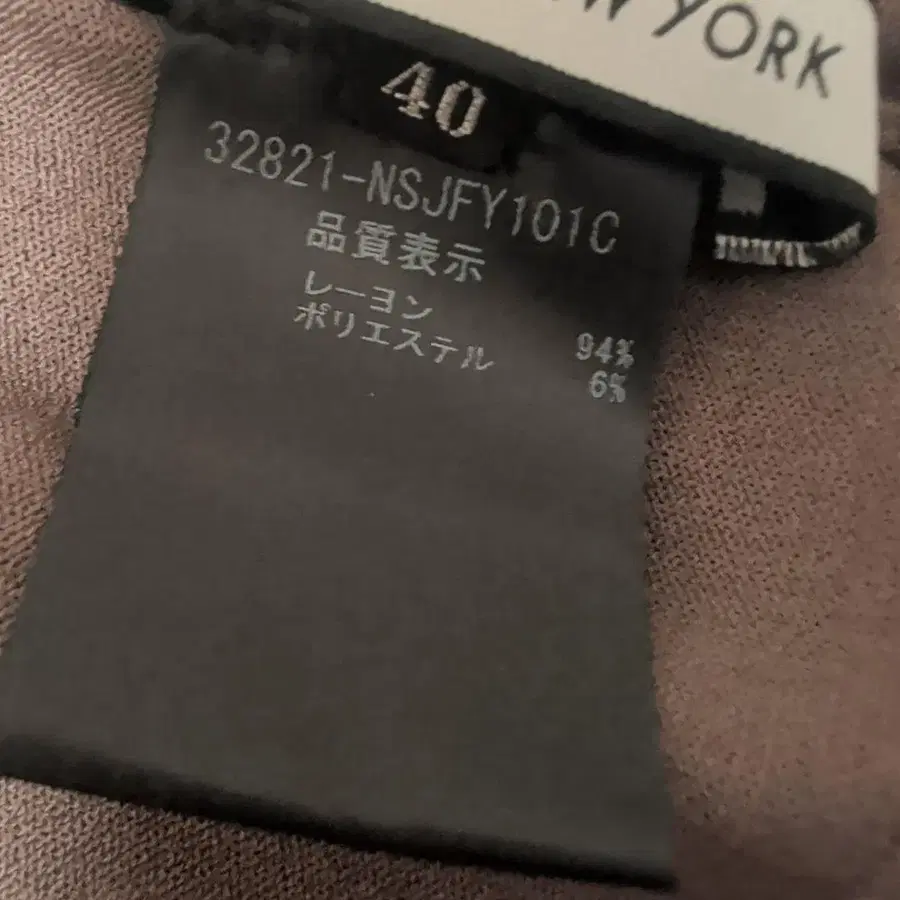 YORK
40
32821-NSJFY101C
品質表示
レーヨン 94%
ポリエステル 6%